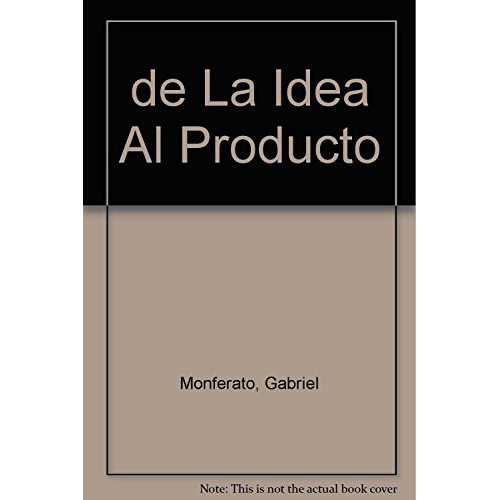 de La Idea
Al Producto
Monferato, Gabriel
Note: This is not the actual book cover